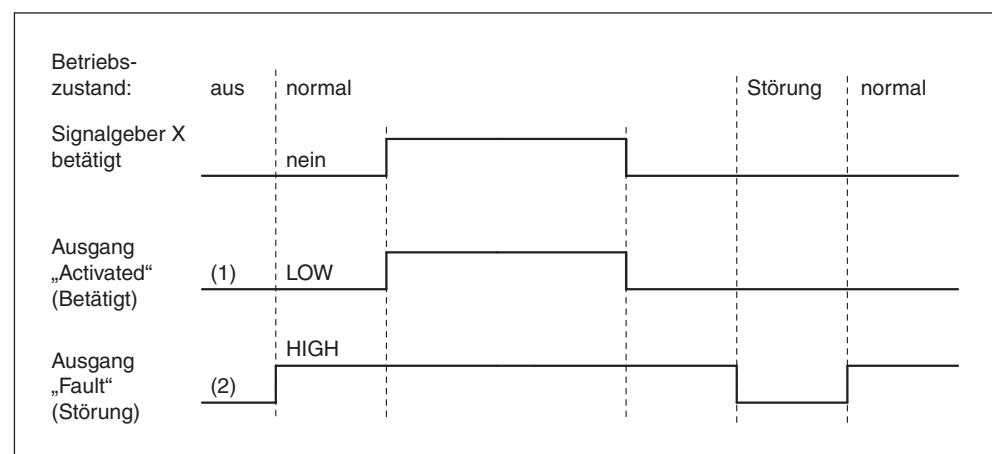 Betriebs-
zustand: aus normal Störung normal
Signalgeber X
betätigt nein
Ausgang
„Activated“ (1) LOW
(Betätigt)
HIGH
Ausgang
„Fault“ (2)
(Störung)